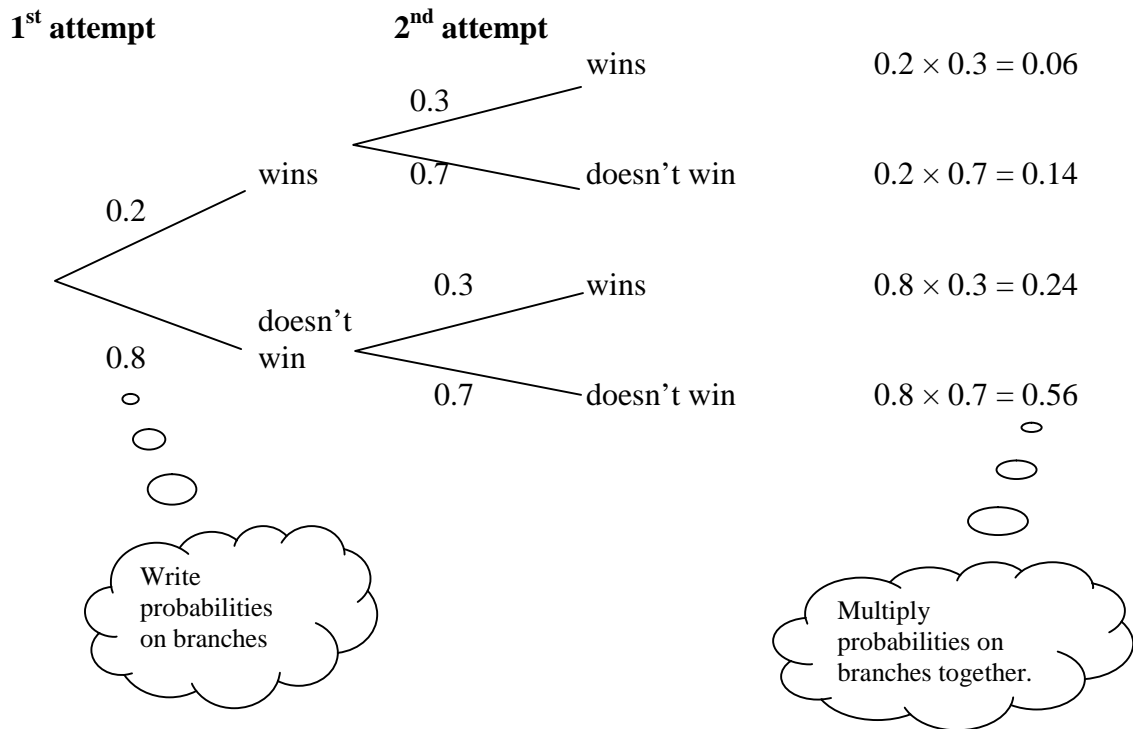 1st attempt
2nd attempt
wins
0.2 × 0.3 = 0.06
0.3
wins
0.7
doesn't win
0.2 × 0.7 = 0.14
0.2
0.3
wins
0.8 × 0.3 = 0.24
doesn't
win
0.8
0.7
doesn't win
0.8 × 0.7 = 0.56
Write
probabilities
on branches
Multiply
probabilities on
branches together.